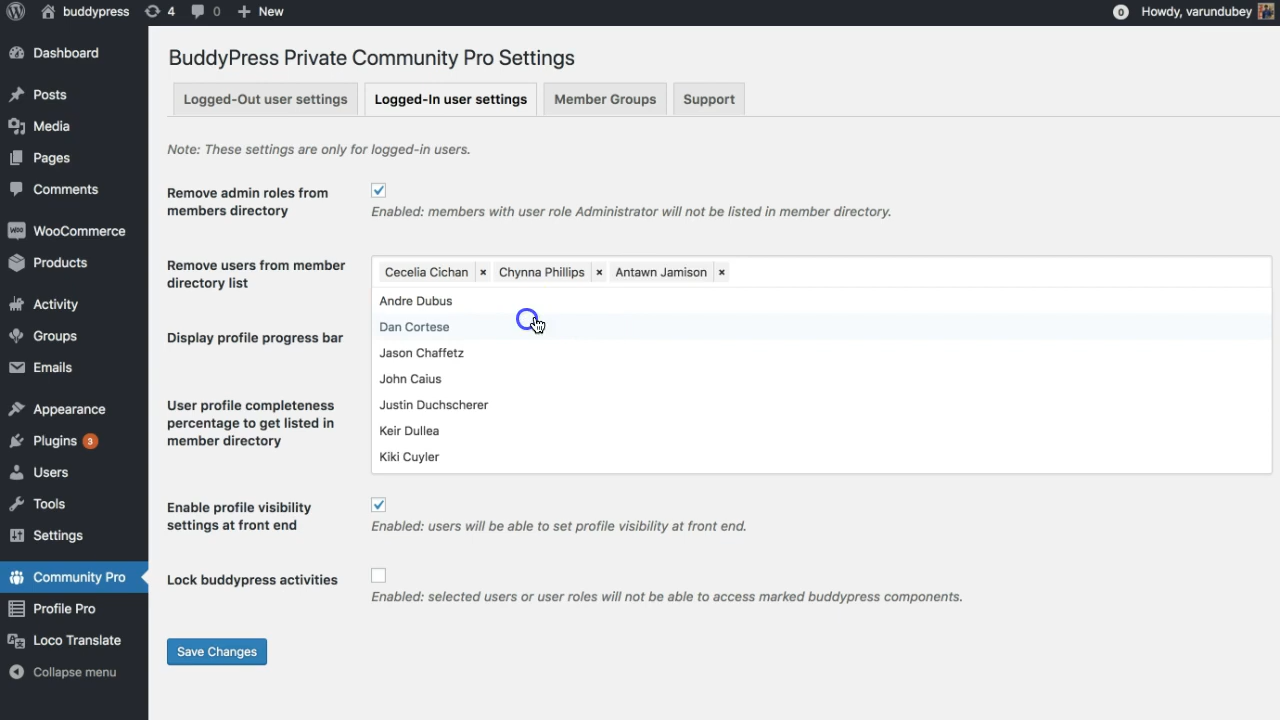 buddypress 4 0 New 0 Howdy, varundubey
Dashboard
Posts
Media
Pages
Comments
WooCommerce
Products
Activity
Groups
Emails
Appearance
Plugins 3
Users
Tools
Settings
Community Pro
Profile Pro
Loco Translate
Collapse menu
BuddyPress Private Community Pro Settings
Logged-Out user settings Logged-In user settings Member Groups Support
Note: These settings are only for logged-in users.
Remove admin roles from
members directory
Enabled: members with user role Administrator will not be listed in member directory.
Remove users from member
directory list
Cecelia Cichan × Chynna Phillips × Antawn Jamison ×
Andre Dubus
Dan Cortese
Jason Chaffetz
John Caius
Justin Duchscherer
Keir Dullea
Kiki Cuyler
Display profile progress bar
User profile completeness
percentage to get listed in
member directory
Enable profile visibility
settings at front end
Enabled: users will be able to set profile visibility at front end.
Lock buddypress activities
Enabled: selected users or user roles will not be able to access marked buddypress components.
Save Changes